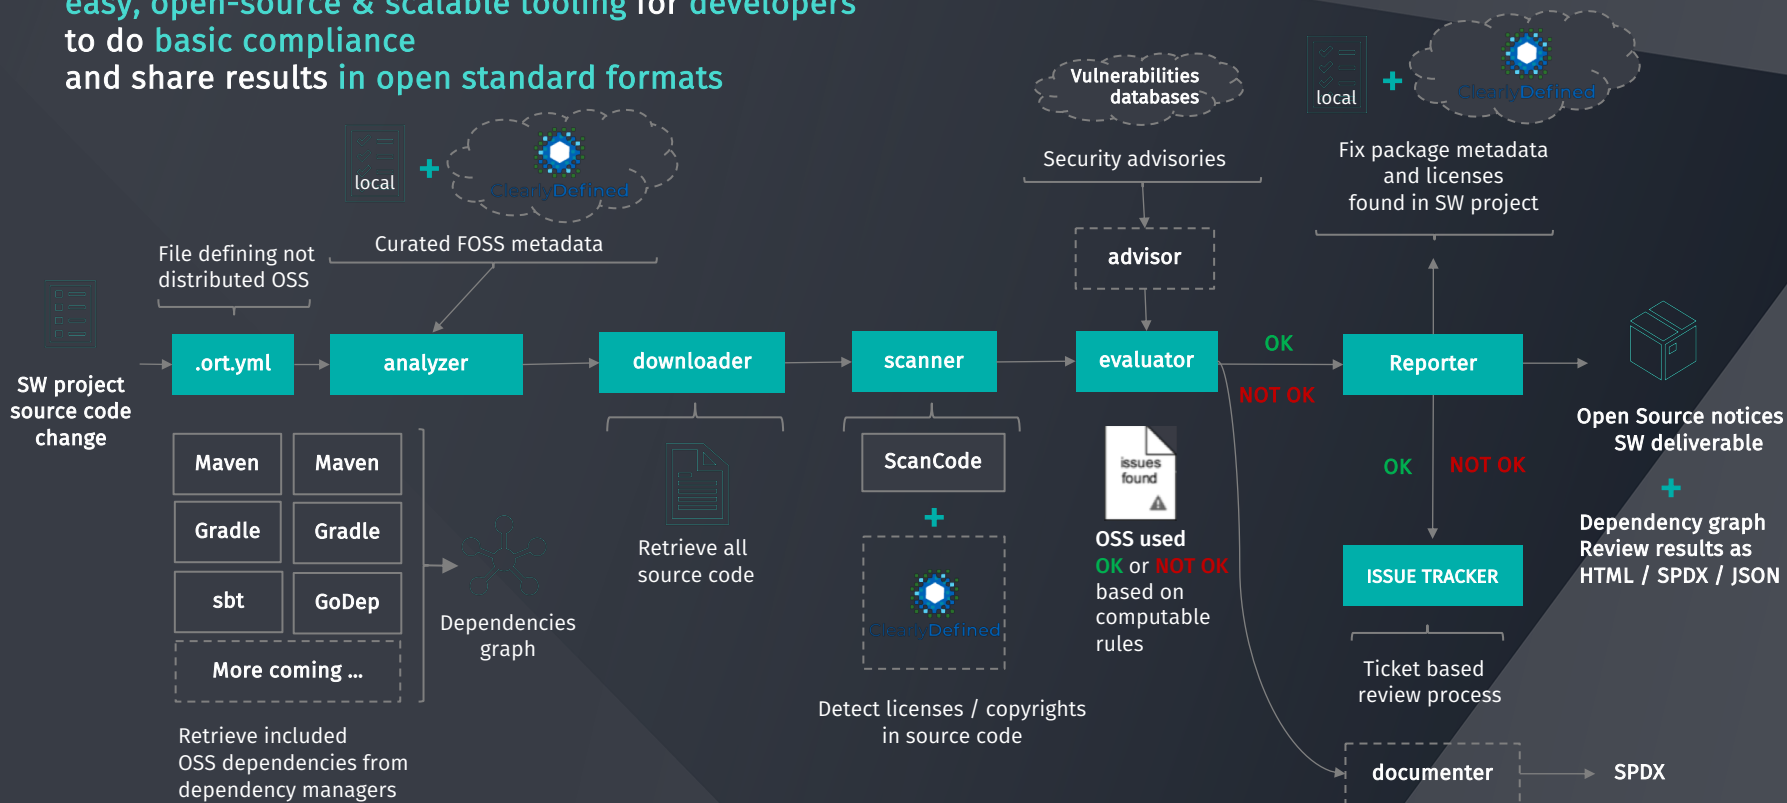 easy, open-source & scalable tooling for developers
to do basic compliance
and share results in open standard formats
local
+
ClearlyDefined
Curated FOSS metadata
File defining not
distributed OSS
Vulnerabilities
databases
Security advisories
advisor
local
+
ClearlyDefined
Fix package metadata
and licenses
found in SW project
SW project
source code
change
.ort.yml
analyzer
downloader
scanner
evaluator
OK
NOT OK
Reporter
Open Source notices
SW deliverable
+
Dependency graph
Review results as
HTML / SPDX / JSON
Maven
Maven
Gradle
Gradle
sbt
GoDep
More coming ...
Retrieve included
OSS dependencies from
dependency managers
Dependencies
graph
Retrieve all
source code
ScanCode
+
ClearlyDefined
Detect licenses / copyrights
in source code
issues
found
OSS used
OK or NOT OK
based on
computable
rules
OK
NOT OK
ISSUE TRACKER
Ticket based
review process
documenter
SPDX